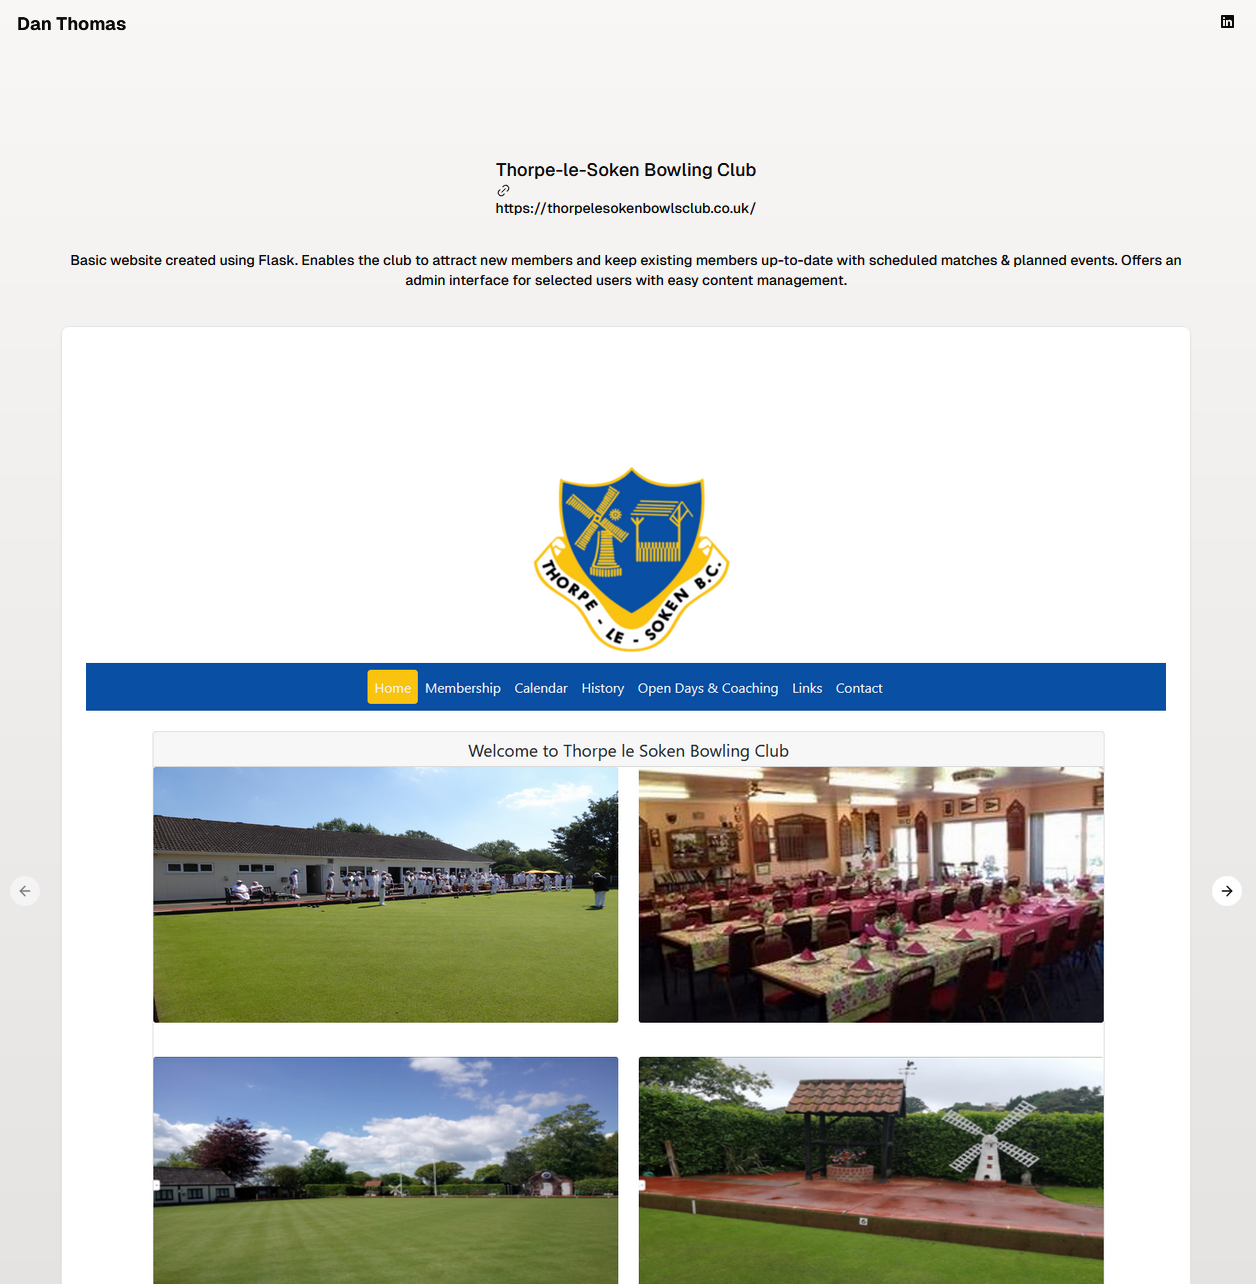 Dan Thomas
in
Thorpe-le-Soken Bowling Club
https://thorpelesokenbowlsclub.co.uk/
Basic website created using Flask. Enables the club to attract new members and keep existing members up-to-date with scheduled matches & planned events. Offers an
admin interface for selected users with easy content management.
THORPE - LE - SOKEN B.C.
Home Membership Calendar History Open Days & Coaching Links Contact
Welcome to Thorpe le Soken Bowling Club
6